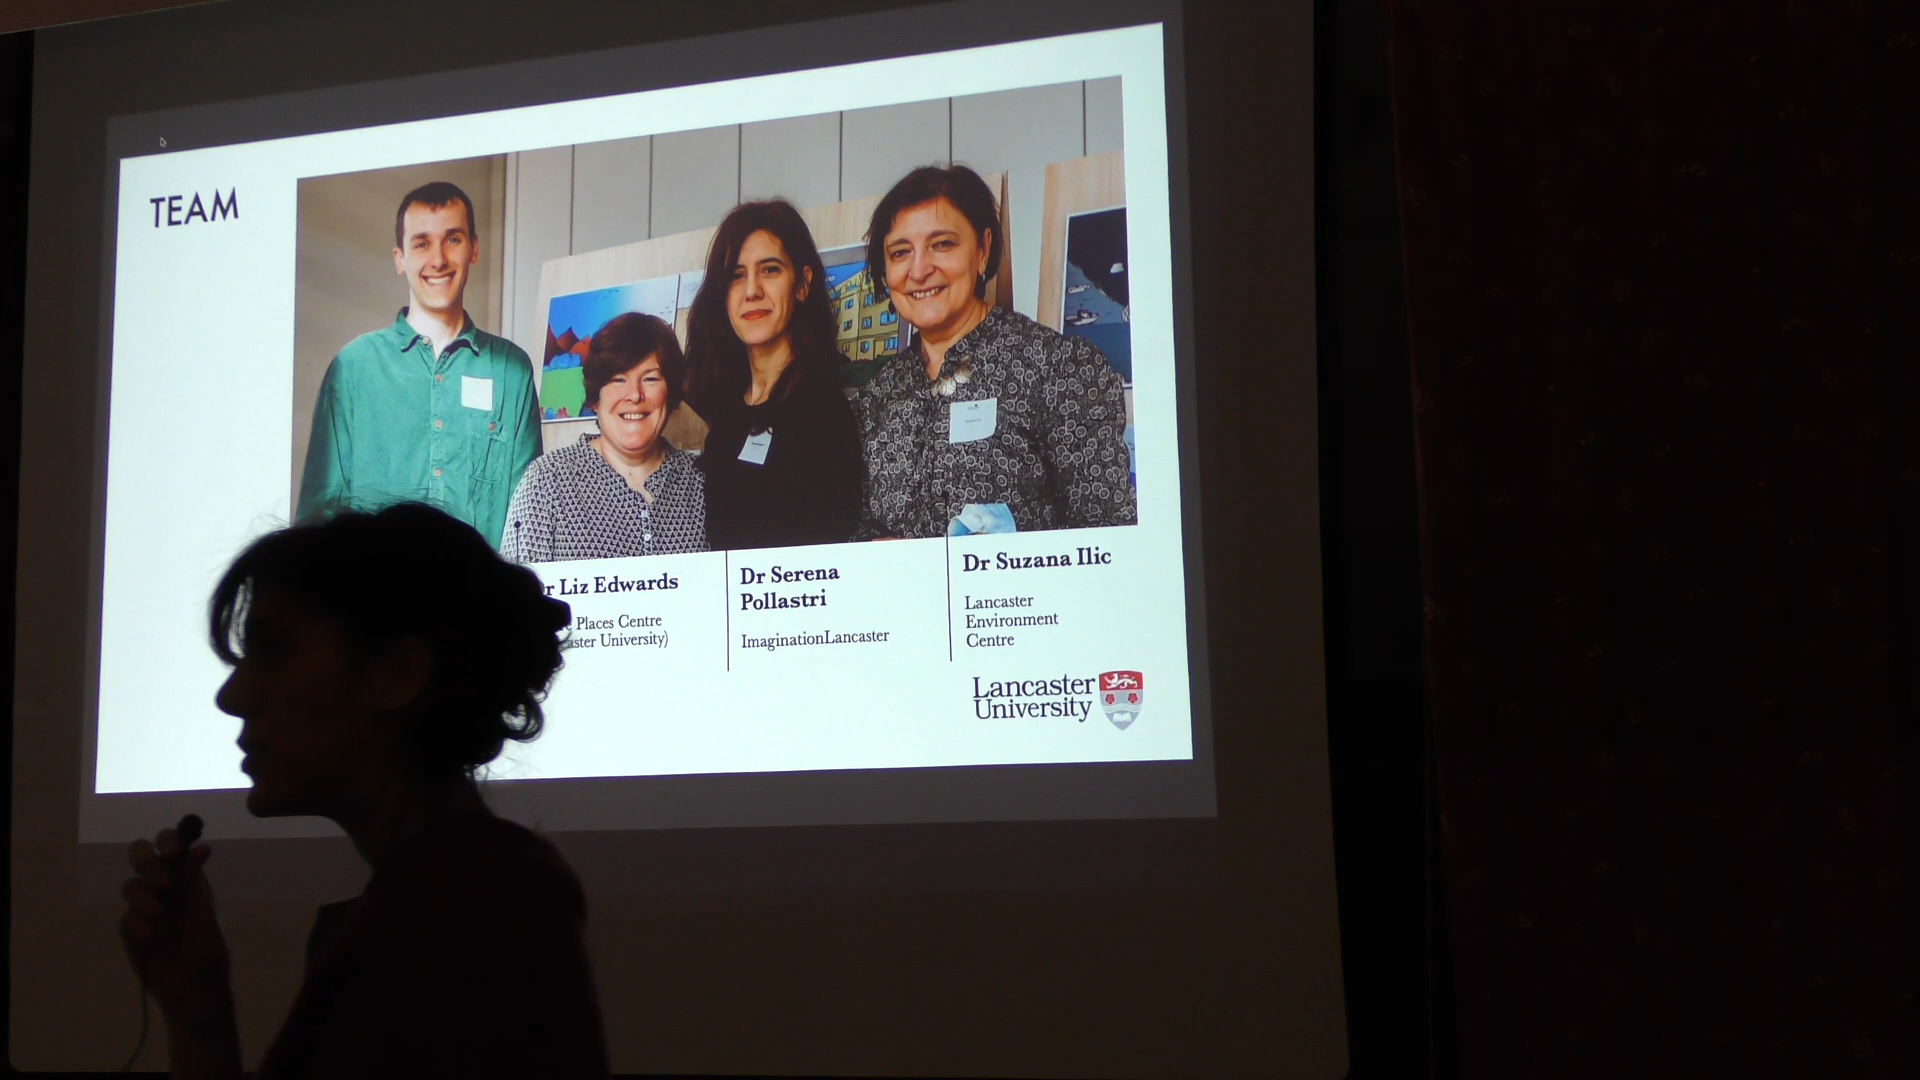 TEAM
Liz Edwards
Places Centre
University)
Dr Serena
Pollastri
ImaginationLancaster
Dr Suzana Ilic
Lancaster
Environment
Centre
Lancaster
University